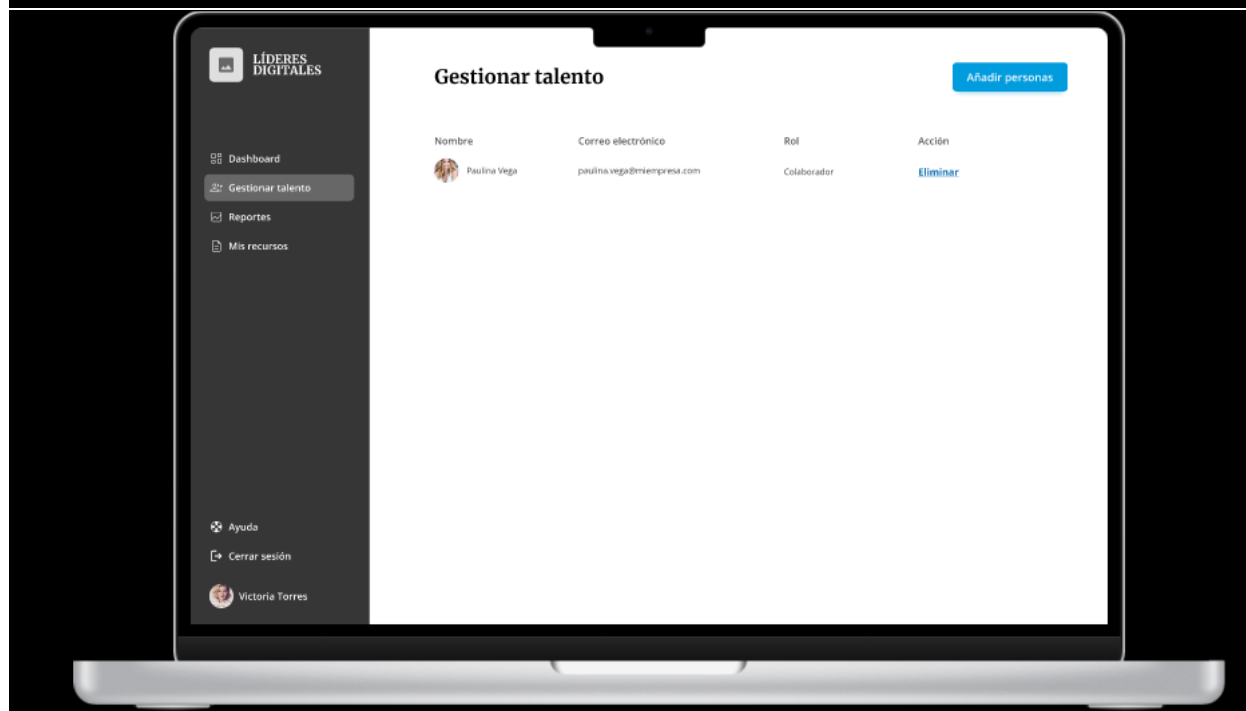 LÍDERES
DIGITALES
Dashboard
Gestionar talento
Reportes
Mis recursos
Ayuda
Cerrar sesión
Victoria Torres
Gestionar talento
Añadir personas
Nombre Correo electrónico Rol Acción
Paulina Vega paulina.vega@miempresa.com Colaborador Eliminar